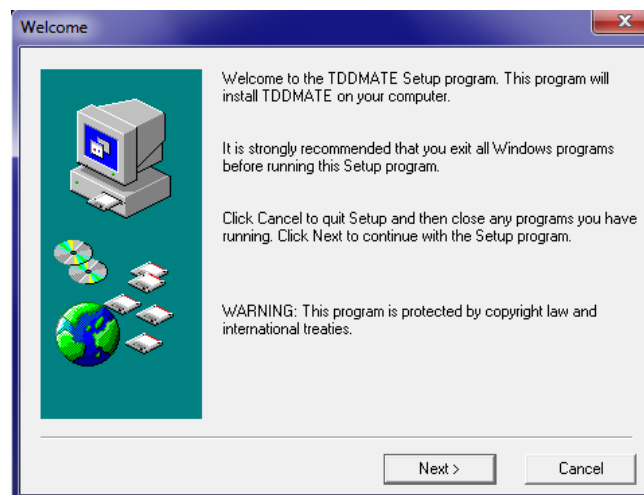 Welcome
Welcome to the TDDMATE Setup program. This program will
install TDDMATE on your computer.
It is strongly recommended that you exit all Windows programs
before running this Setup program.
Click Cancel to quit Setup and then close any programs you have
running. Click Next to continue with the Setup program.
WARNING: This program is protected by copyright law and
international treaties.
Next >
Cancel